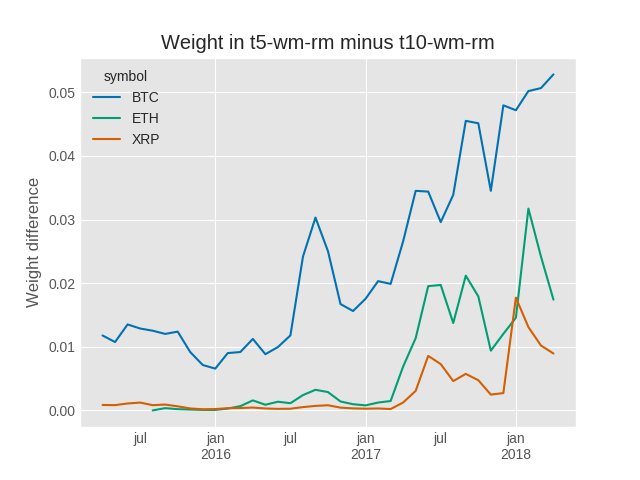 Weight in t5-wm-rm minus t10-wm-rm
symbol
BTC
ETH
XRP
Weight difference
0.05
0.04
0.03
0.02
0.01
0.00
jul
jan
2016
jul
jan
2017
jul
jan
2018